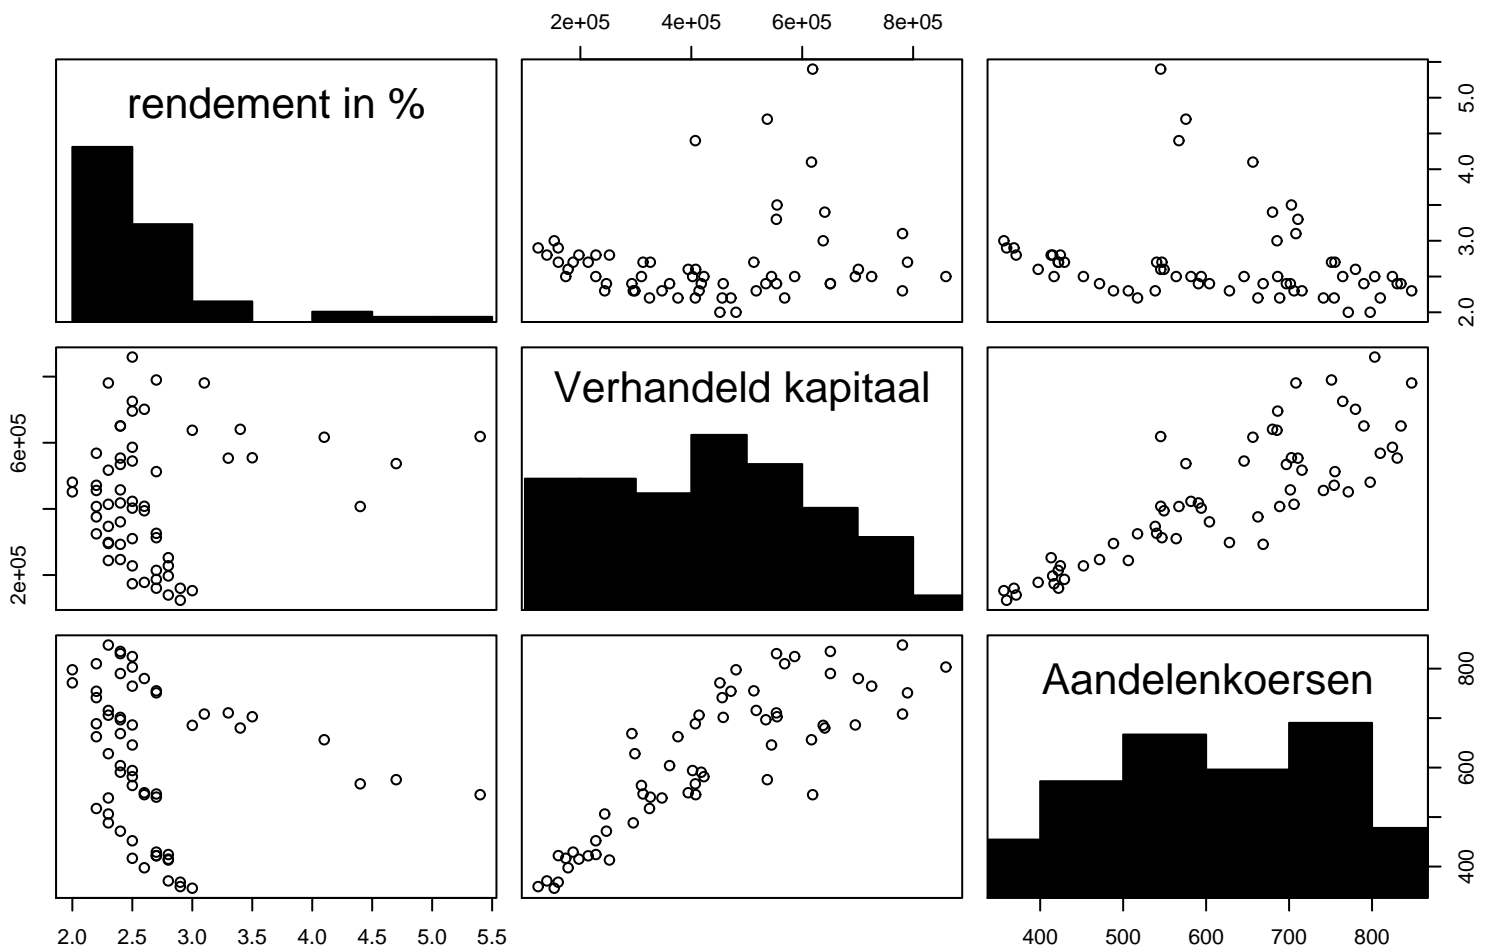 2e+05 4e+05 6e+05 8e+05
rendement in %
2.0 3.0 4.0 5.0
Verhandeld kapitaal
2e+05 6e+05
Aandelenkoersen
400 600 800
2.0 2.5 3.0 3.5 4.0 4.5 5.0 5.5
400 500 600 700 800